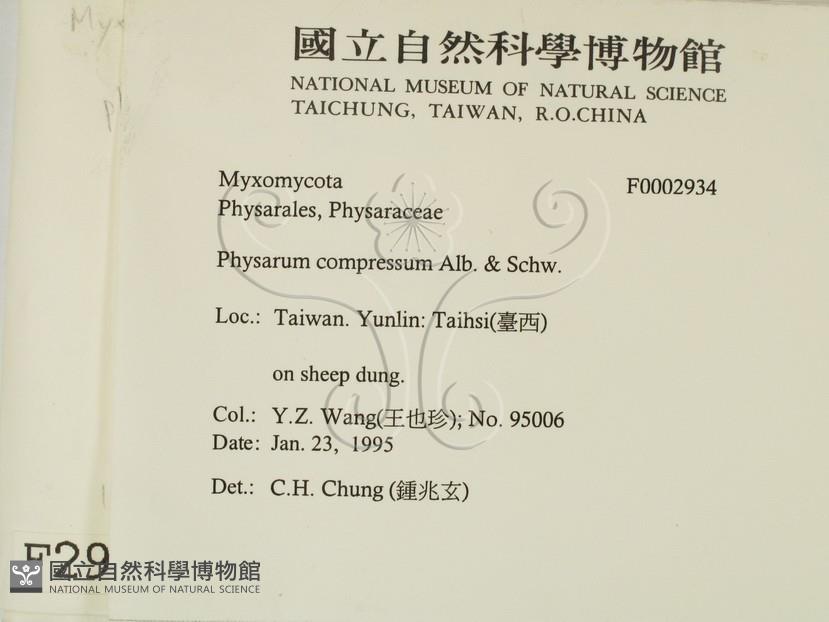 Myx
國立自然科學博物館
NATIONAL MUSEUM OF NATURAL SCIENCE
TAICHUNG, TAIWAN, R.O.CHINA
Myxomycota F0002934
Physarales, Physaraceae
Physarum compressum Alb. & Schw.
Loc.: Taiwan. Yunlin: Taihsi(臺西)
on sheep dung.
Col.: Y.Z. Wang(王也珍); No. 95006
Date: Jan. 23, 1995
Det.: C.H. Chung (鍾兆玄)
F29
國立自然科學博物館
NATIONAL MUSEUM OF NATURAL SCIENCE